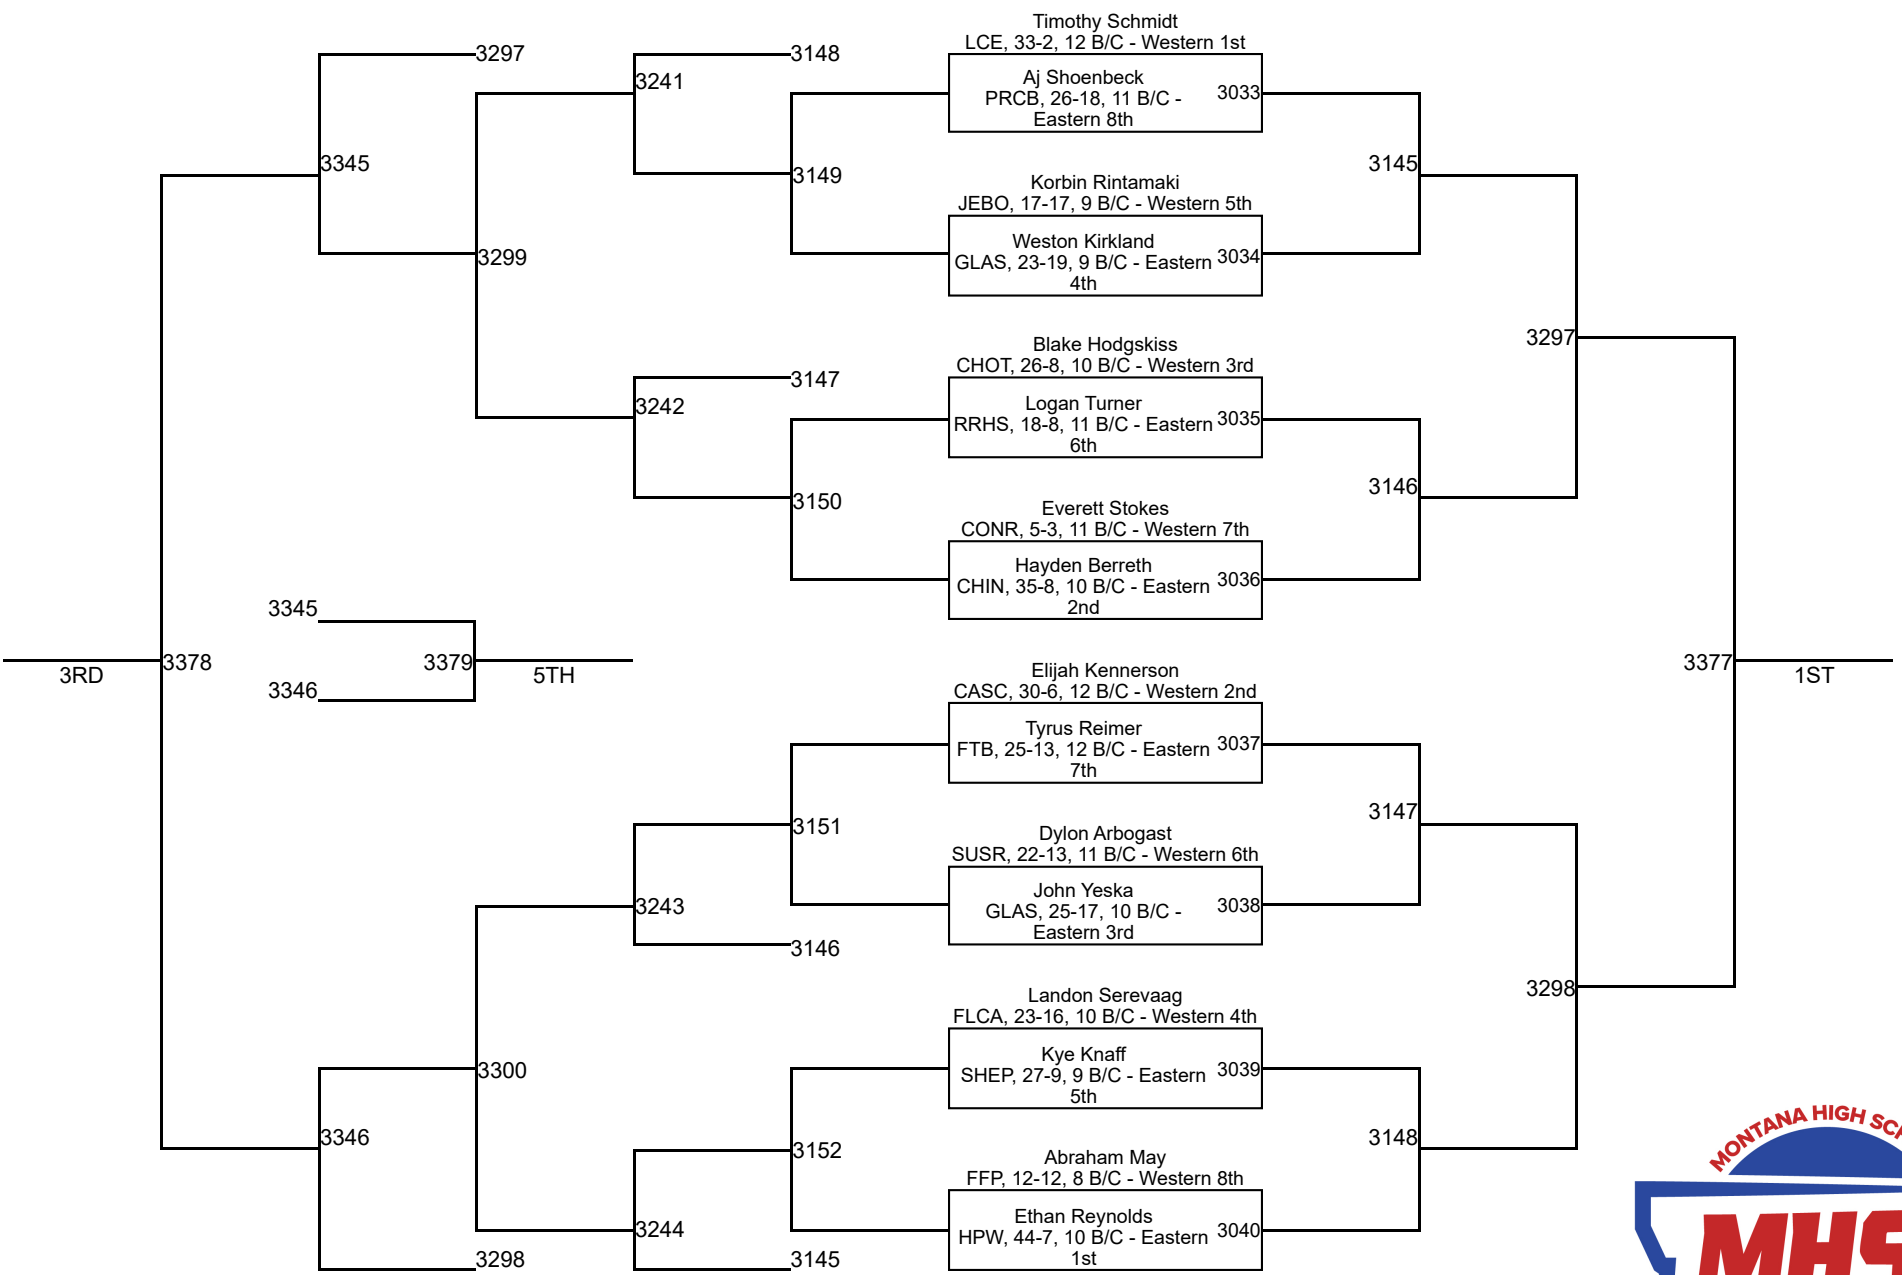 Timothy Schmidt
LCE, 33-2, 12 B/C - Western 1st
3297
3148
3241
Aj Shoenbeck
PRCB, 26-18, 11 B/C -
Eastern 8th
3033
3345
3149
3145
Korbin Rintamaki
JEBO, 17-17, 9 B/C - Western 5th
Weston Kirkland
GLAS, 23-19, 9 B/C - Eastern
4th
3034
3299
Blake Hodgskiss
CHOT, 26-8, 10 B/C - Western 3rd
3297
3147
3242
Logan Turner
RRHS, 18-8, 11 B/C - Eastern
6th
3035
3150
3146
Everett Stokes
CONR, 5-3, 11 B/C - Western 7th
Hayden Berreth
CHIN, 35-8, 10 B/C - Eastern
2nd
3036
3345
3RD
3378
3379
5TH
3346
Elijah Kennerson
CASC, 30-6, 12 B/C - Western 2nd
3377
1ST
Tyrus Reimer
FTB, 25-13, 12 B/C - Eastern
7th
3037
3151
3147
Dylon Arbogast
SUSR, 22-13, 11 B/C - Western 6th
3243
John Yeska
GLAS, 25-17, 10 B/C -
Eastern 3rd
3038
3146
Landon Serevaag
FLCA, 23-16, 10 B/C - Western 4th
3298
3300
Kye Knaff
SHEP, 27-9, 9 B/C - Eastern
5th
3039
3346
3152
3148
Abraham May
FFP, 12-12, 8 B/C - Western 8th
3244
Ethan Reynolds
HPW, 44-7, 10 B/C - Eastern
1st
3040
3298
3145
MONTANA HIGH SCH
MHS